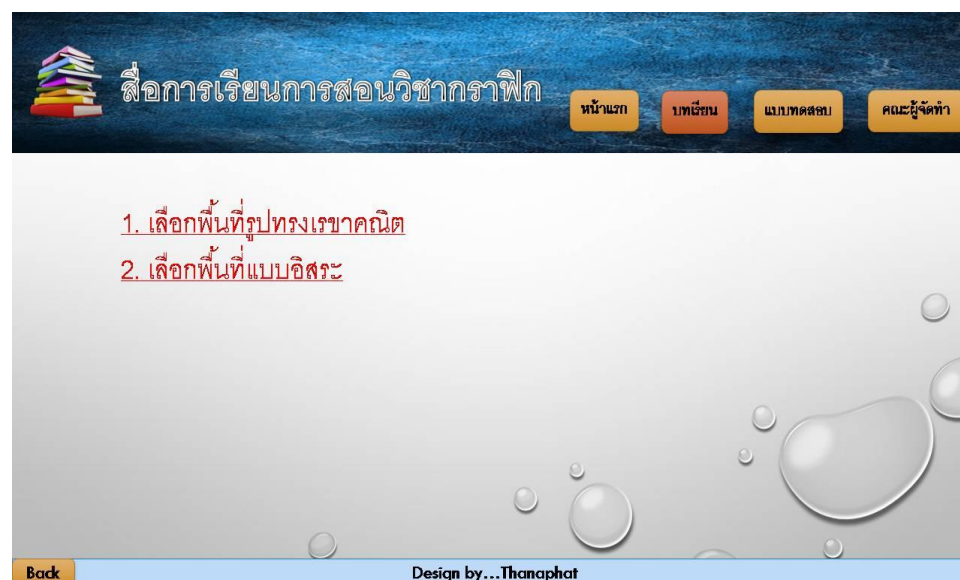 สื่อการเรียนการสอนวิชากราฟิก
หน้าแรก
บทเรียน
แบบทดสอบ
คณะผู้จัดทำ
1. เลือกพื้นที่รูปทรงเรขาคณิต
2. เลือกพื้นที่แบบอิสระ
Back
Design by...Thanaphat